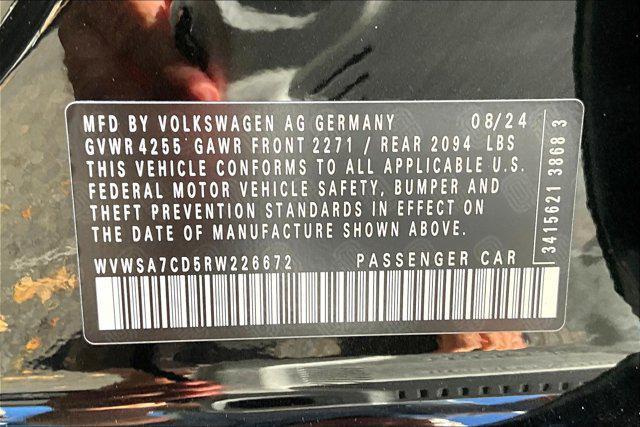 MFD BY VOLKSWAGEN AG GERMANY 08/24
GVWR 4255 GAWR FRONT 2271 / REAR 2094 LBS
THIS VEHICLE CONFORMS TO ALL APPLICABLE U.S.
FEDERAL MOTOR VEHICLE SAFETY, BUMPER AND
THEFT PREVENTION STANDARDS IN EFFECT ON
THE DATE OF MANUFACTURE SHOWN ABOVE.
WVWSA7CD5RW226672 PASSENGER CAR
3415621 3868 3